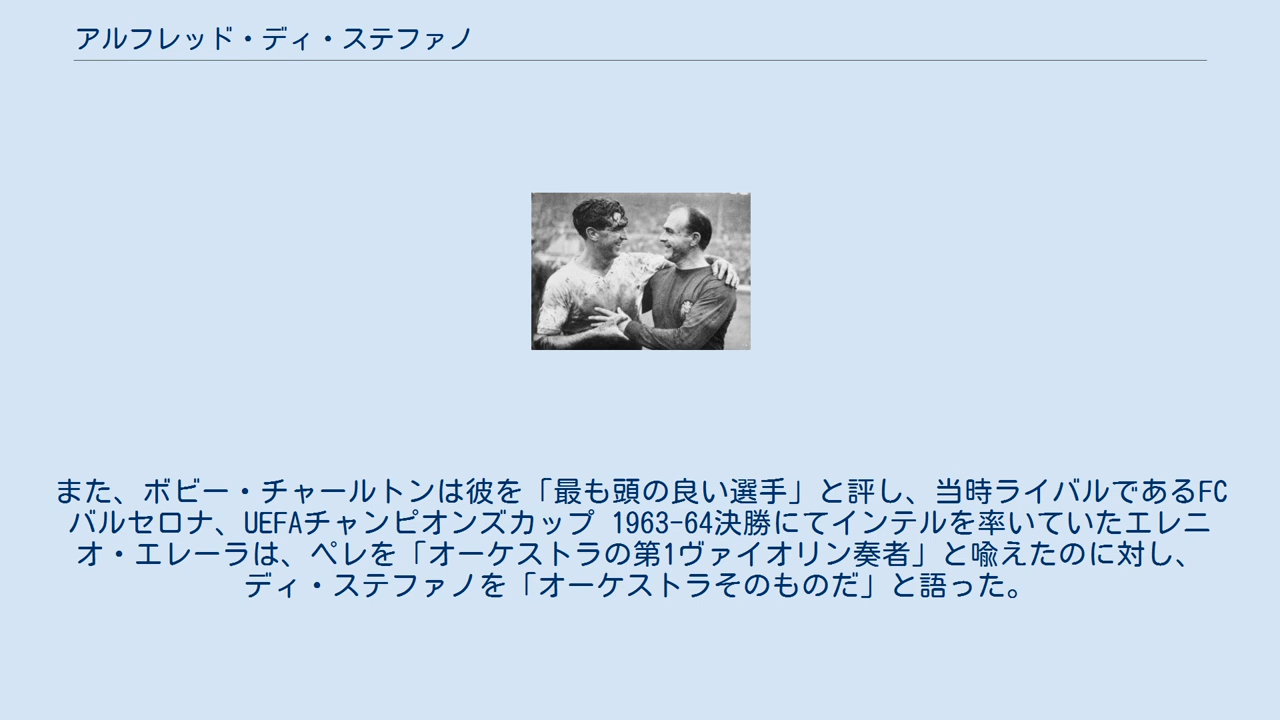 アルフレッド・ディ・ステファノ
また、ボビー・チャールトンは彼を「最も頭の良い選手」と評し、当時ライバルであるFC
バルセロナ、UEFAチャンピオンズカップ 1963-64決勝にてインテルを率いていたエレニ
オ・エレーラは、ペレを「オーケストラの第1ヴァイオリン奏者」と喩えたのに対し、
ディ・ステファノを「オーケストラそのものだ」と語った。